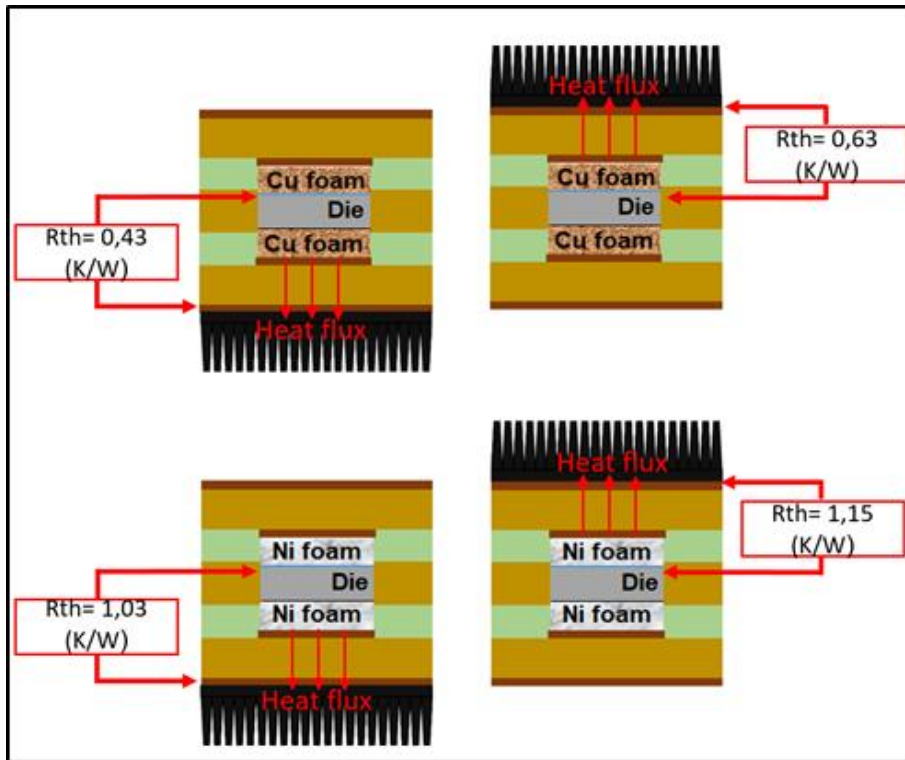 Cu foam
Die
Cu foam
Rth= 0,43
(K/W)
Heat flux
Heat flux
Cu foam
Die
Cu foam
Rth= 0,63
(K/W)
Ni foam
Die
Ni foam
Rth= 1,03
(K/W)
Heat flux
Heat flux
Ni foam
Die
Ni foam
Rth= 1,15
(K/W)